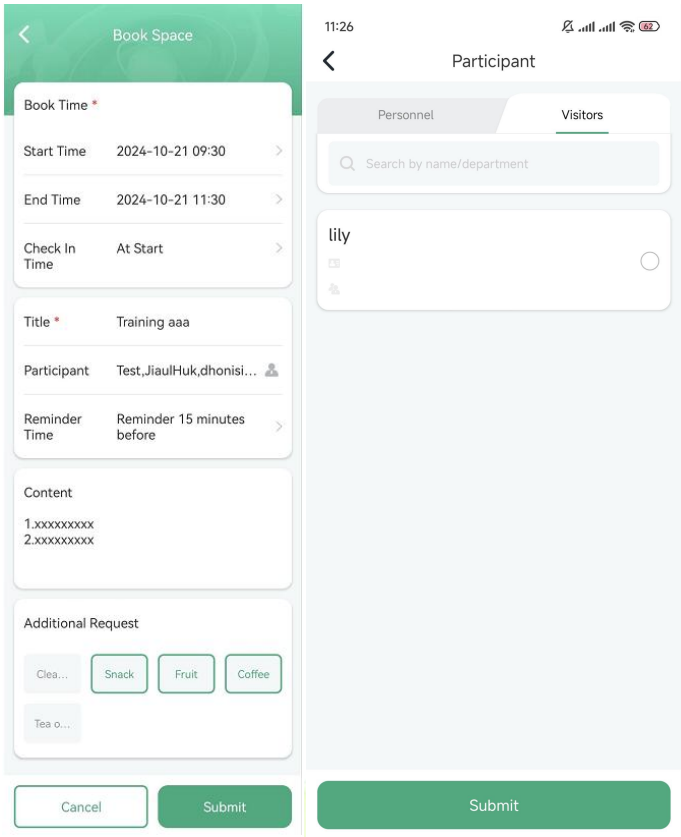 Book Space
Book Time *
Start Time 2024-10-21 09:30
End Time 2024-10-21 11:30
Check In
Time
At Start
Title * Training aaa
Participant Test,JiaulHuk,dhonisi...
Reminder
Time
Reminder 15 minutes
before
Content
1.xxxxxxxxx
2.xxxxxxxxx
Additional Request
Clea... Snack Fruit Coffee
Tea o...
Cancel Submit
11:26 62
Participant
Personnel Visitors
Search by name/department
lily
Submit